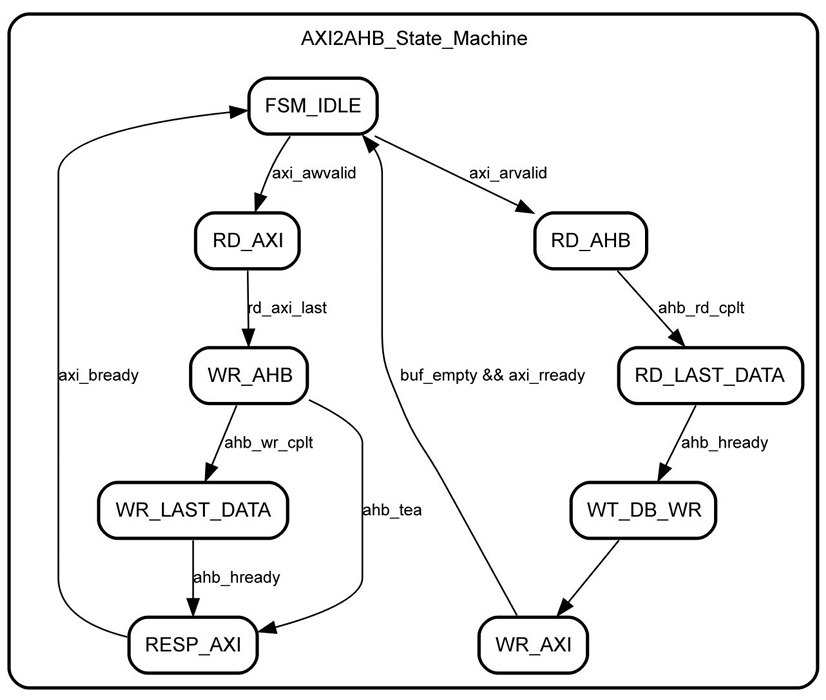 AXI2AHB_State_Machine
FSM_IDLE
axi_awvalid
axi_arvalid
RD_AXI
RD_AHB
rd_axi_last
ahb_rd_cplt
axi_bready
WR_AHB
buf_empty && axi_rready
RD_LAST_DATA
ahb_wr_cplt
ahb_hready
WR_LAST_DATA
ahb_tea
WT_DB_WR
ahb_hready
RESP_AXI
WR_AXI